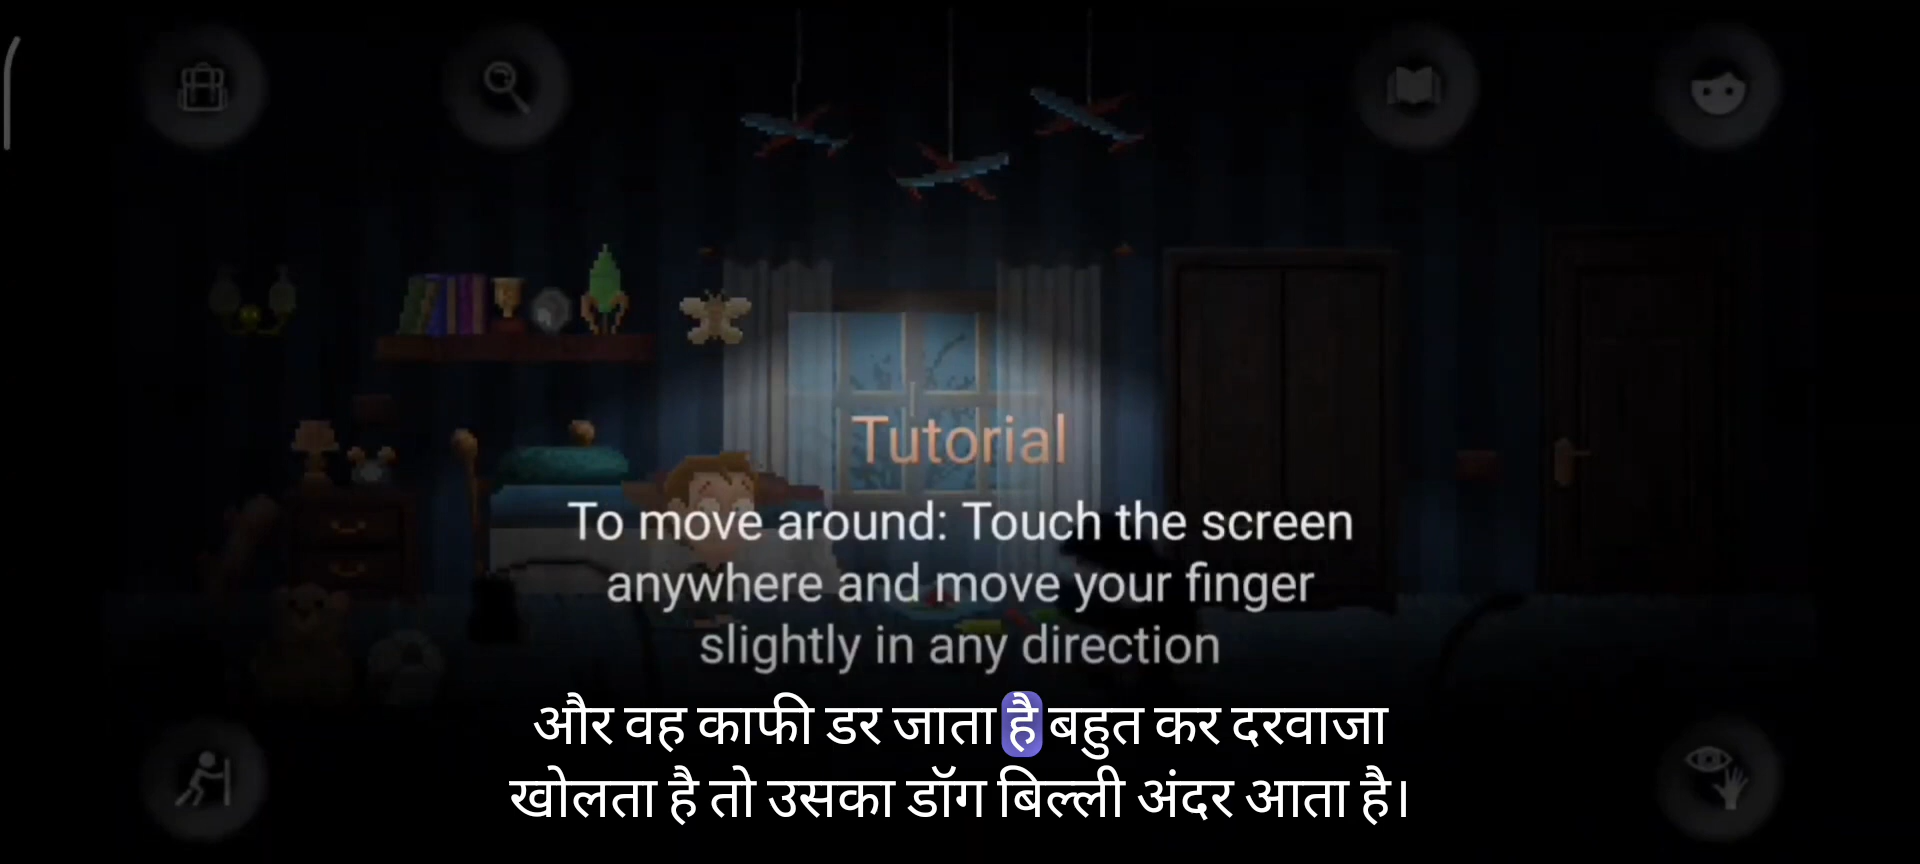 Tutorial
To move around: Touch the screen
anywhere and move your finger
slightly in any direction
और वह काफी डर जाता है बहुत कर दरवाजा
खोलता है तो उसका डॉग बिल्ली अंदर आता है।